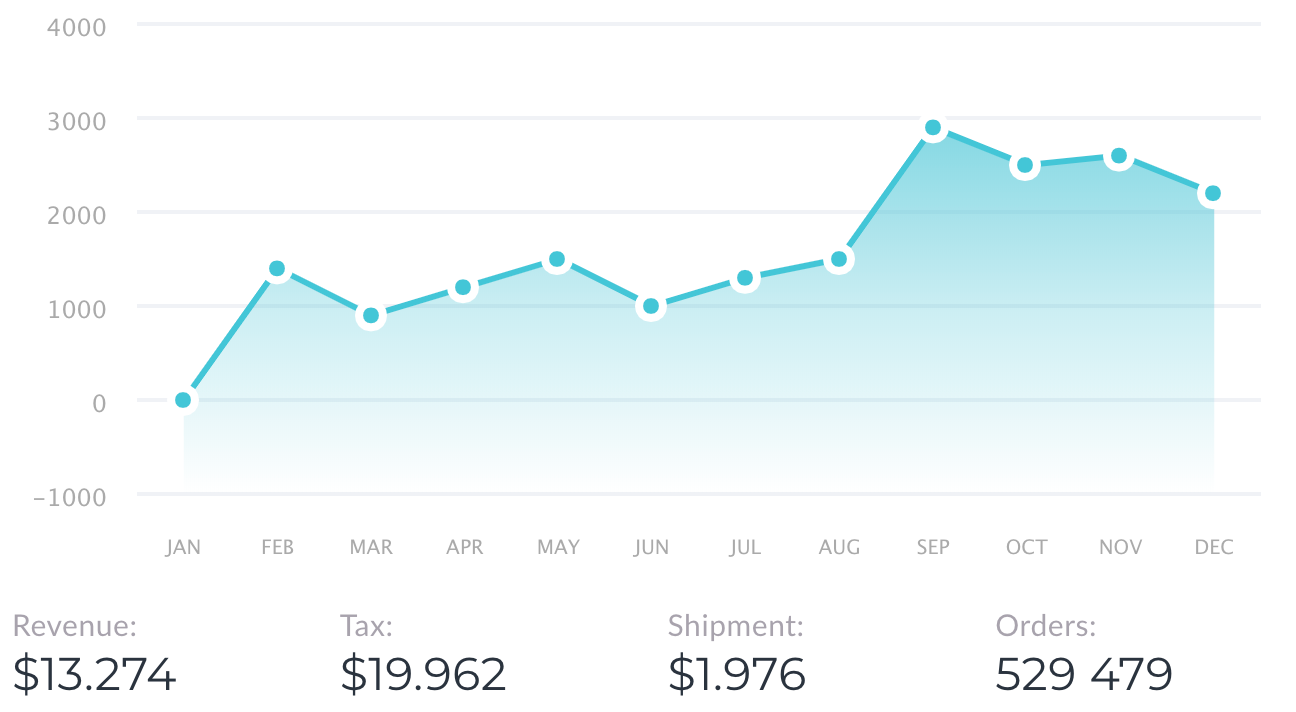 4000
3000
2000
1000
0
−1000
JAN FEB MAR APR MAY JUN JUL AUG SEP OCT NOV DEC
Revenue: Tax: Shipment: Orders:
$13.274 $19.962 $1.976 529 479